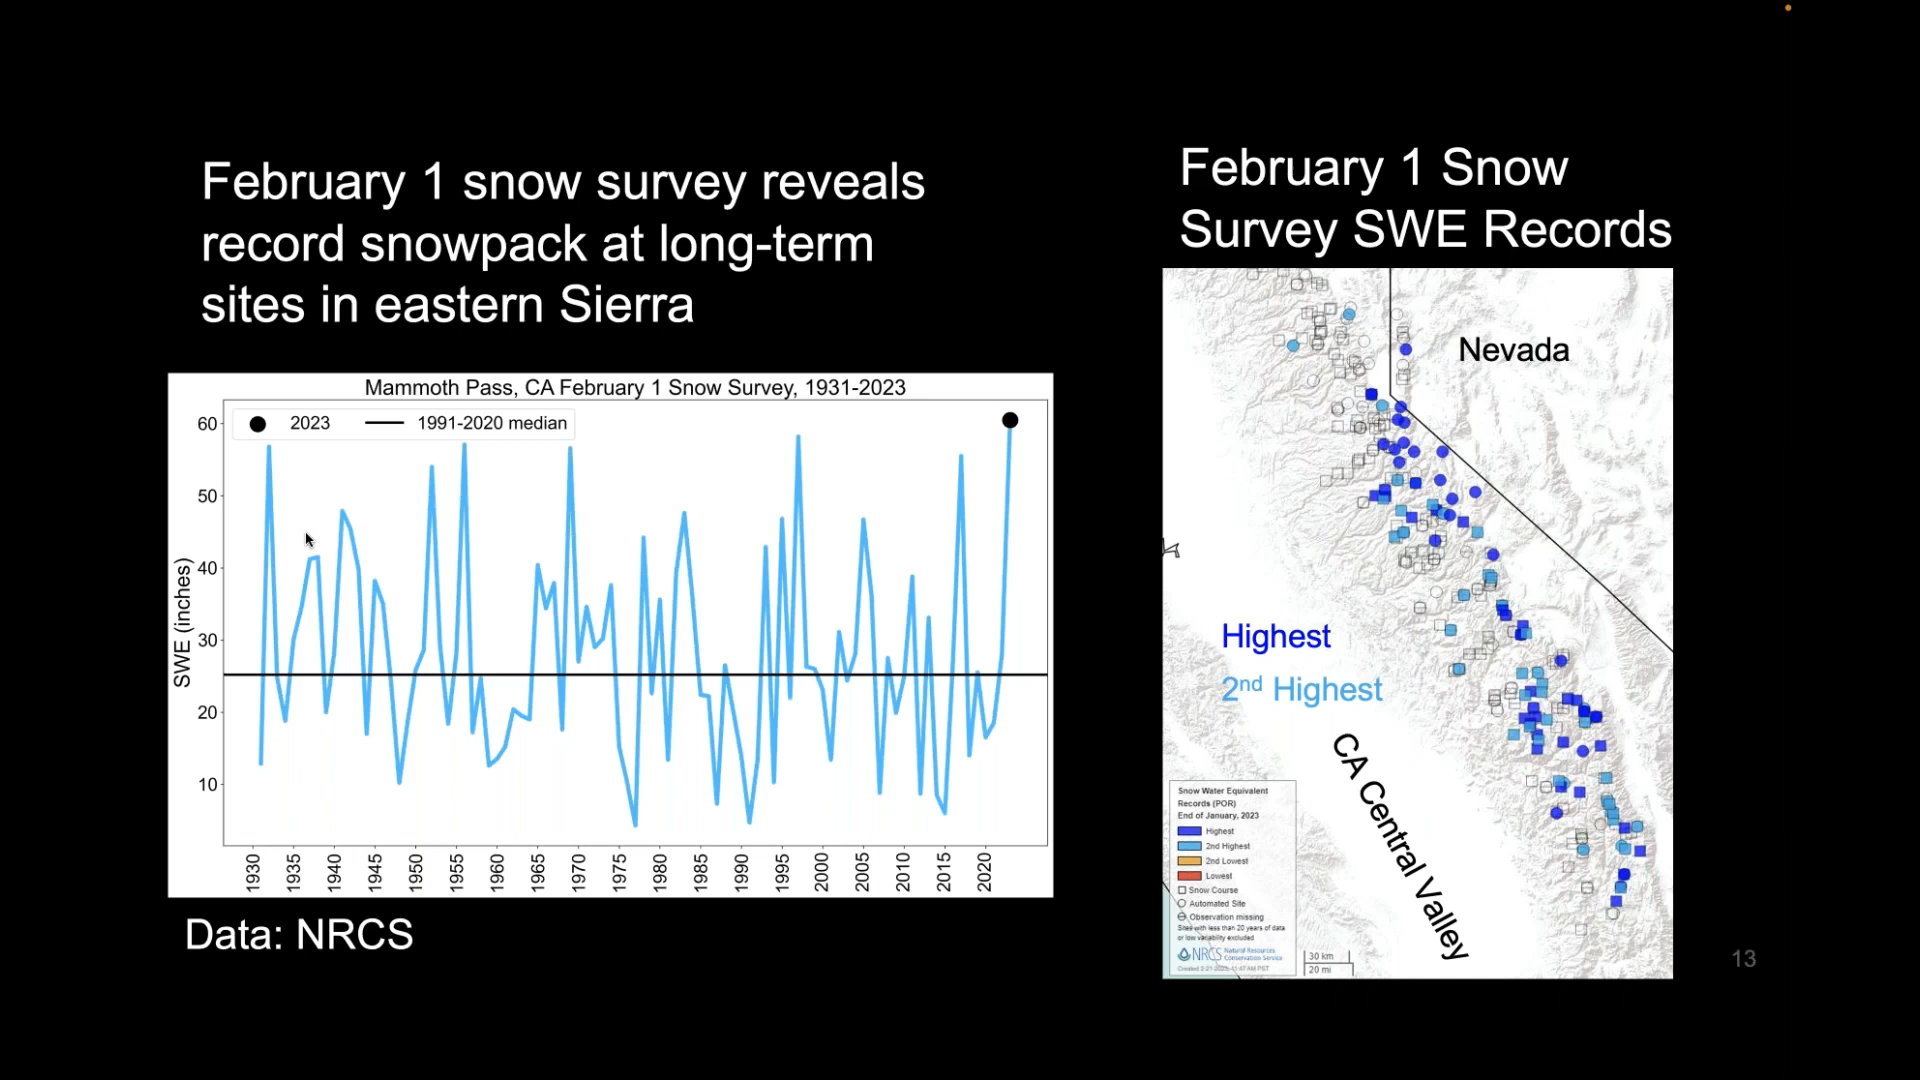 February 1 snow survey reveals
record snowpack at long-term
sites in eastern Sierra
Mammoth Pass, CA February 1 Snow Survey, 1931-2023
2023
1991-2020 median
SWE (inches)
60
50
40
30
20
10
1930
1935
1940
1945
1950
1955
1960
1965
1970
1975
1980
1985
1990
1995
2000
2005
2010
2015
2020
Data: NRCS
February 1 Snow
Survey SWE Records
Nevada
Highest
2nd Highest
CA Central Valley
Snow Water Equivalent
Records (POR)
End of January, 2023
Highest
2nd Highest
2nd Lowest
Lowest
Snow Course
Automated Site
Observation missing
Sites with less than 20 years of data
or low variability excluded
NRCS
Natural Resources
Conservation Service
30 km
20 mi
13